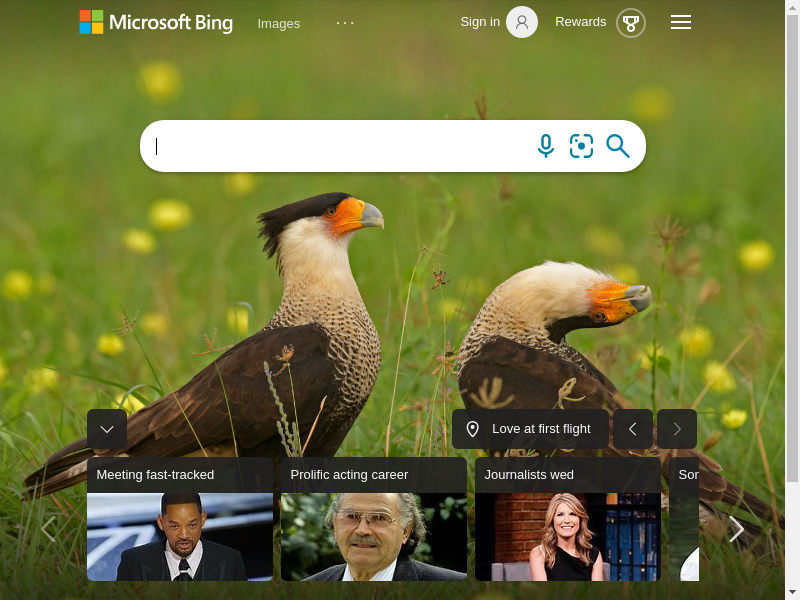 Microsoft Bing
Images
Sign in
Rewards
Love at first flight
Meeting fast-tracked
Prolific acting career
Journalists wed
Sor